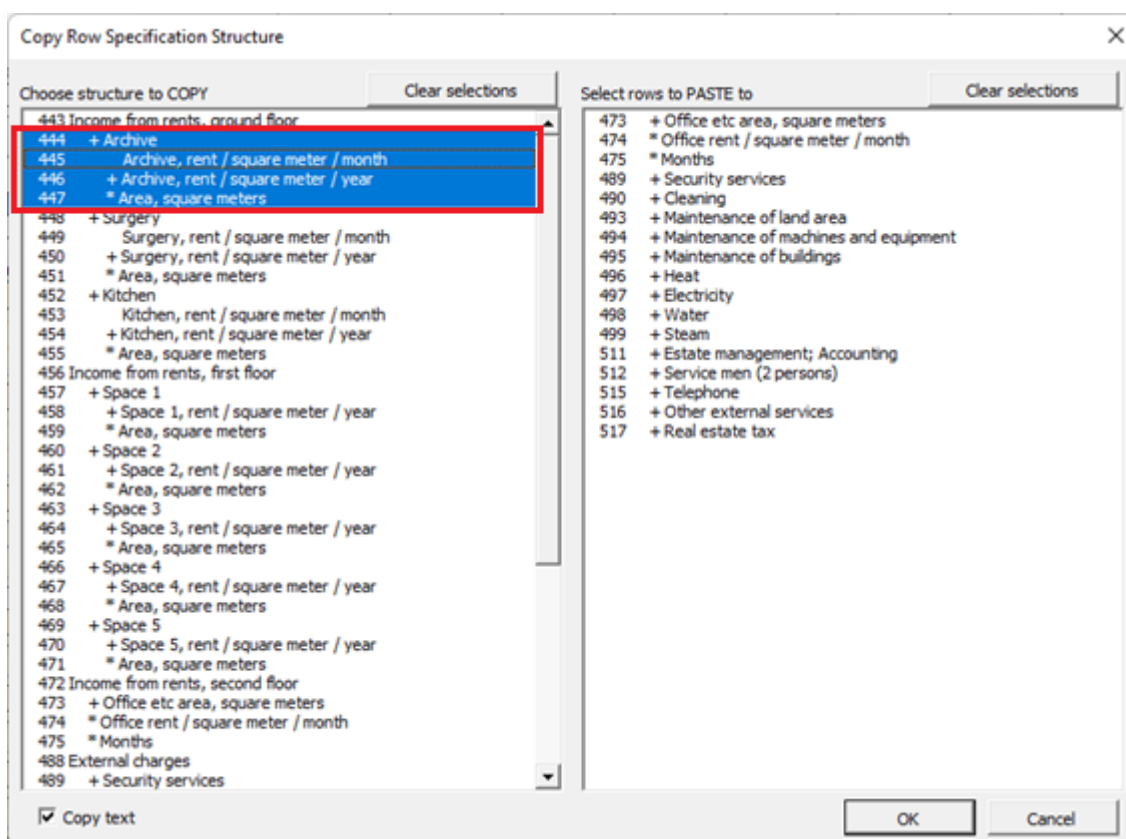 Copy Row Specification Structure
Choose structure to COPY
Clear selections
443 Income from rents, ground floor
444 + Archive
445 Archive, rent / square meter / month
446 + Archive, rent / square meter / year
447 * Area, square meters
448 + Surgery
449 Surgery, rent / square meter / month
450 + Surgery, rent / square meter / year
451 * Area, square meters
452 + Kitchen
453 Kitchen, rent / square meter / month
454 + Kitchen, rent / square meter / year
455 * Area, square meters
456 Income from rents, first floor
457 + Space 1
458 + Space 1, rent / square meter / year
459 * Area, square meters
460 + Space 2
461 + Space 2, rent / square meter / year
462 * Area, square meters
463 + Space 3
464 + Space 3, rent / square meter / year
465 * Area, square meters
466 + Space 4
467 + Space 4, rent / square meter / year
468 * Area, square meters
469 + Space 5
470 + Space 5, rent / square meter / year
471 * Area, square meters
472 Income from rents, second floor
473 + Office etc area, square meters
474 * Office rent / square meter / month
475 * Months
488 External charges
489 + Security services
Select rows to PASTE to
Clear selections
473 + Office etc area, square meters
474 * Office rent / square meter / month
475 * Months
489 + Security services
490 + Cleaning
493 + Maintenance of land area
494 + Maintenance of machines and equipment
495 + Maintenance of buildings
496 + Heat
497 + Electricity
498 + Water
499 + Steam
511 + Estate management; Accounting
512 + Service men (2 persons)
515 + Telephone
516 + Other external services
517 + Real estate tax
Copy text
OK
Cancel